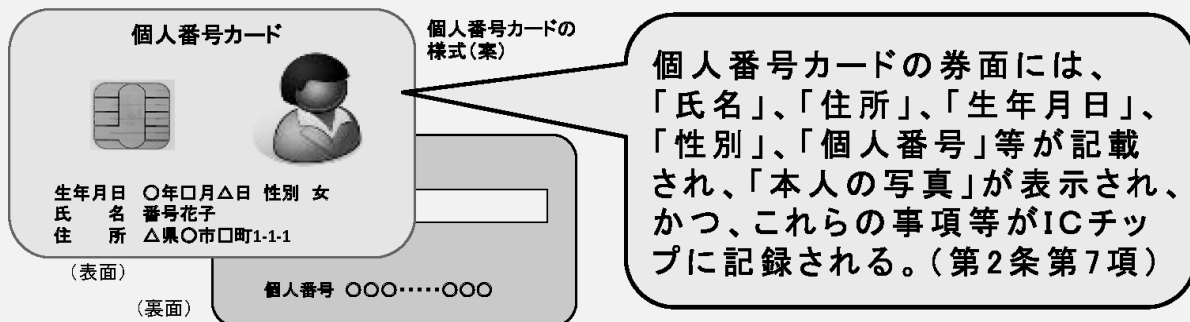 個人番号カード
生年月日 〇年□月△日 性別 女
氏 名 番号花子
住 所 △県〇市□町1-1-1
(表面)
個人番号カードの
様式(案)
個人番号 〇〇〇・・・・・〇〇〇
(裏面)
個人番号カードの券面には、
「氏名」、「住所」、「生年月日」、
「性別」、「個人番号」等が記載
され、「本人の写真」が表示され、
かつ、これらの事項等がICチッ
プに記録される。(第2条第7項)